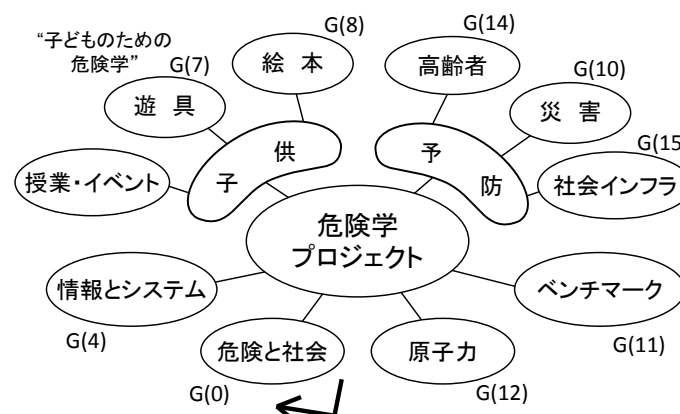 “子どものための
危険学”
G(8)
絵 本
G(14)
高齢者
G(7)
遊 具
G(10)
災 害
子 供
予 防
G(15
授業・イベント
社会インフラ
危険学
プロジェクト
情報とシステム
G(4)
ベンチマーク
G(11)
危険と社会
G(0)
原子力
G(12)